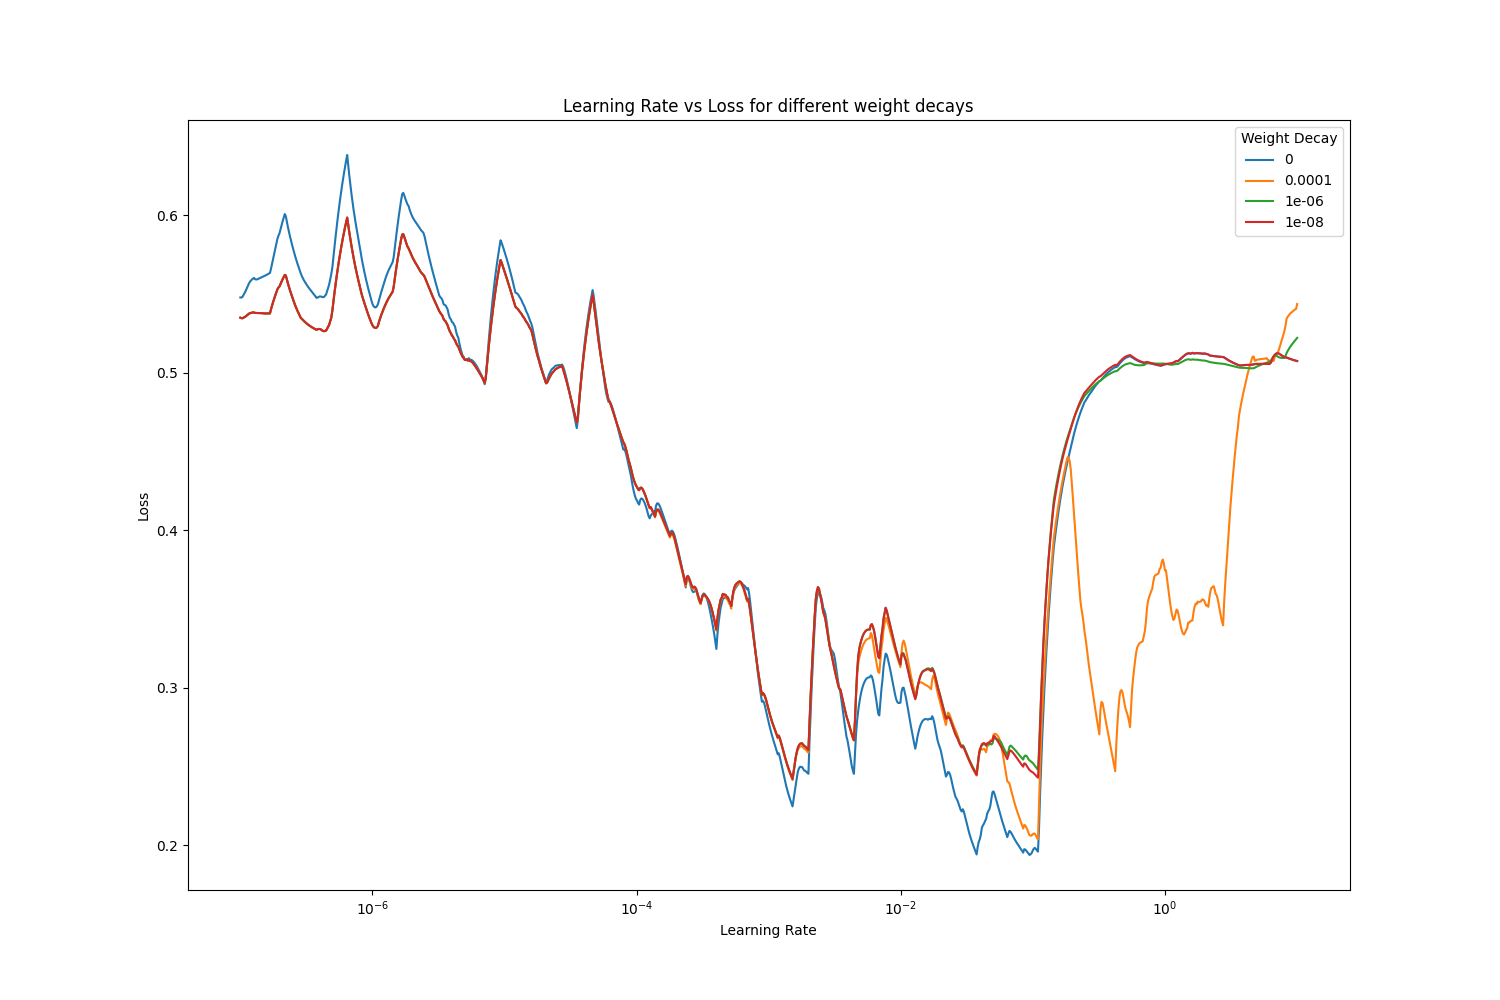 Learning Rate vs Loss for different weight decays
Weight Decay
0
0.0001
1e-06
1e-08
0.6
0.5
0.4
0.3
0.2
Loss
10⁻⁶
10⁻⁴
10⁻²
10⁰
Learning Rate